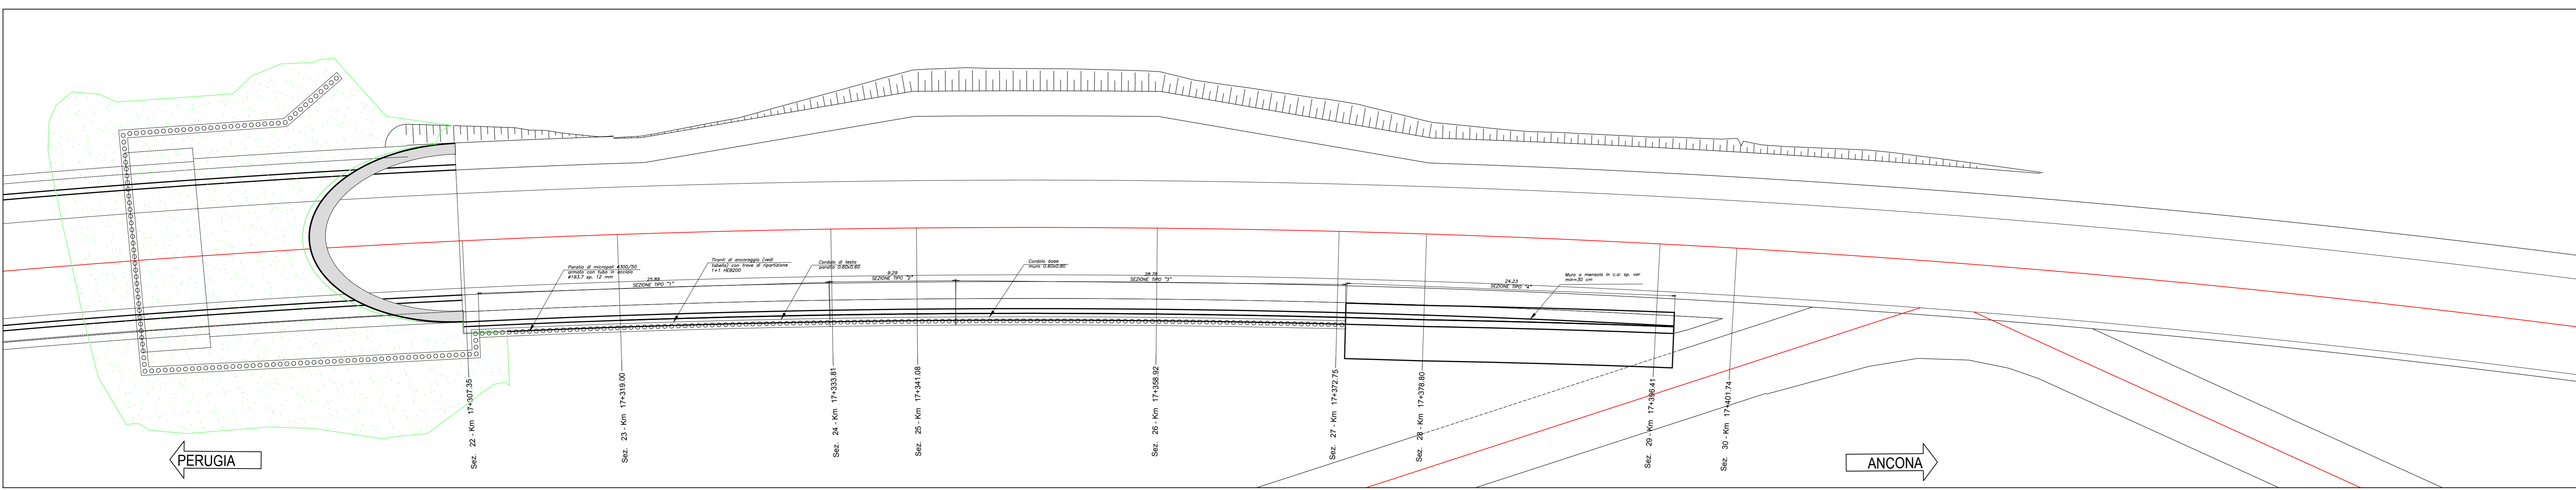 Paratia di micropali ø300/50
armato con tubo in acciaio
ø193.7 sp. 12 mm
25.89
SEZIONE TIPO "1"
Tiranti di ancoraggio (vedi
tabella) con trave di ripartizione
1+1 HEB200
Cordolo di testa
paratia 0.60x0.60
9.29
SEZIONE TIPO "2"
Cordolo base
muro 0.60x0.80
28.76
SEZIONE TIPO "3"
24.23
SEZIONE TIPO "4"
Muro a mensola in c.a: sp. var
min=30 cm
Sez. 22 - Km 17+307.35
Sez. 23 - Km 17+319.00
Sez. 24 - Km 17+333.81
Sez. 25 - Km 17+341.08
Sez. 26 - Km 17+358.92
Sez. 27 - Km 17+372.75
Sez. 28 - Km 17+378.80
Sez. 29 - Km 17+396.41
Sez. 30 - Km 17+401.74
PERUGIA
ANCONA